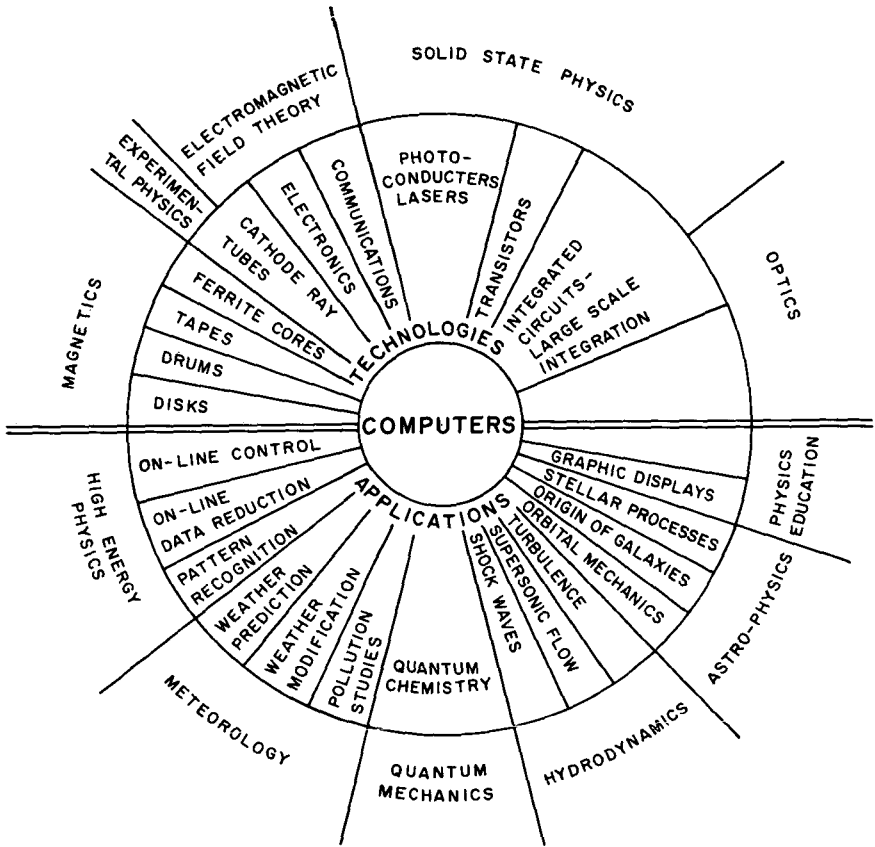 SOLID STATE PHYSICS
ELECTROMAGNETIC
FIELD THEORY
EXPERIMEN-
TAL PHYSICS
MAGNETICS
OPTICS
PHOTO-
CONDUCTERS
LASERS
TRANSISTORS
INTEGRATED
CIRCUITS-
LARGE SCALE
INTEGRATION
COMMUNICATIONS
ELECTRONICS
CATHODE RAY
TUBES
FERRITE CORES
TAPES
DRUMS
DISKS
TECHNOLOGIES
COMPUTERS
APPLICATIONS
ON-LINE CONTROL
ON-LINE
DATA REDUCTION
PATTERN
RECOGNITION
WEATHER
PREDICTION
WEATHER
MODIFICATION
POLLUTION
STUDIES
QUANTUM
CHEMISTRY
SHOCK WAVES
SUPERSONIC FLOW
TURBULENCE
ORBITAL MECHANICS
ORIGIN OF GALAXIES
STELLAR PROCESSES
GRAPHIC DISPLAYS
HIGH ENERGY
PHYSICS
METEOROLOGY
QUANTUM
MECHANICS
HYDRODYNAMICS
ASTRO-PHYSICS
PHYSICS
EDUCATION